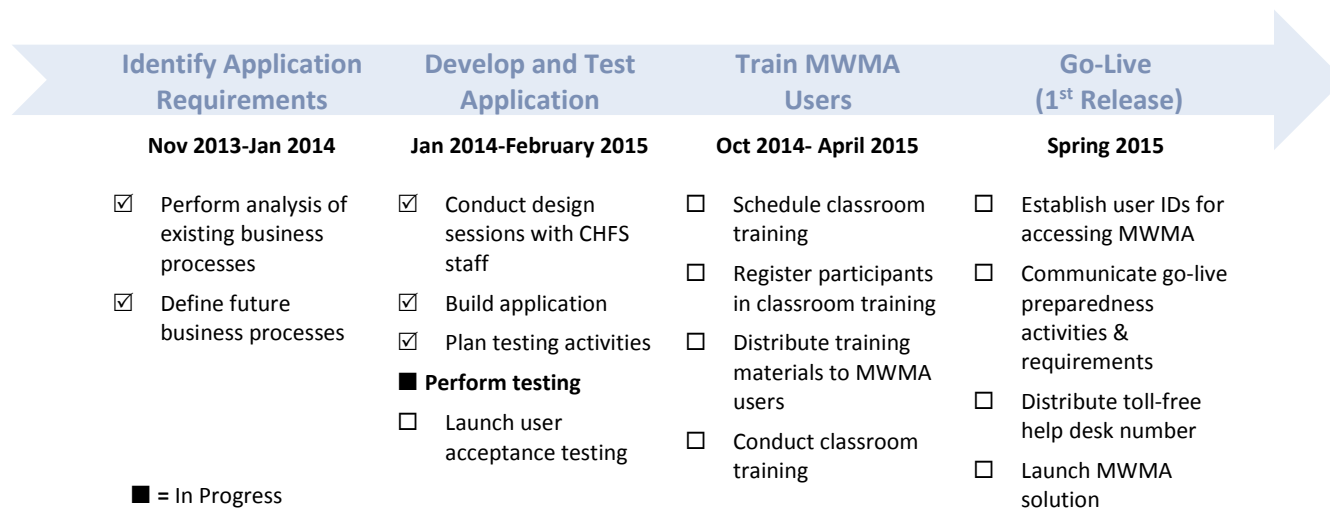 Identify Application
Requirements
Develop and Test
Application
Train MWMA
Users
Go-Live
(1st Release)
Nov 2013-Jan 2014
Jan 2014-February 2015
Oct 2014- April 2015
Spring 2015
☑ Perform analysis of
existing business
processes
☑ Define future
business processes
☑ Conduct design
sessions with CHFS
staff
☑ Build application
☑ Plan testing activities
■ Perform testing
☐ Launch user
acceptance testing
☐ Schedule classroom
training
☐ Register participants
in classroom training
☐ Distribute training
materials to MWMA
users
☐ Conduct classroom
training
☐ Establish user IDs for
accessing MWMA
☐ Communicate go-live
preparedness
activities &
requirements
☐ Distribute toll-free
help desk number
☐ Launch MWMA
solution
■ = In Progress